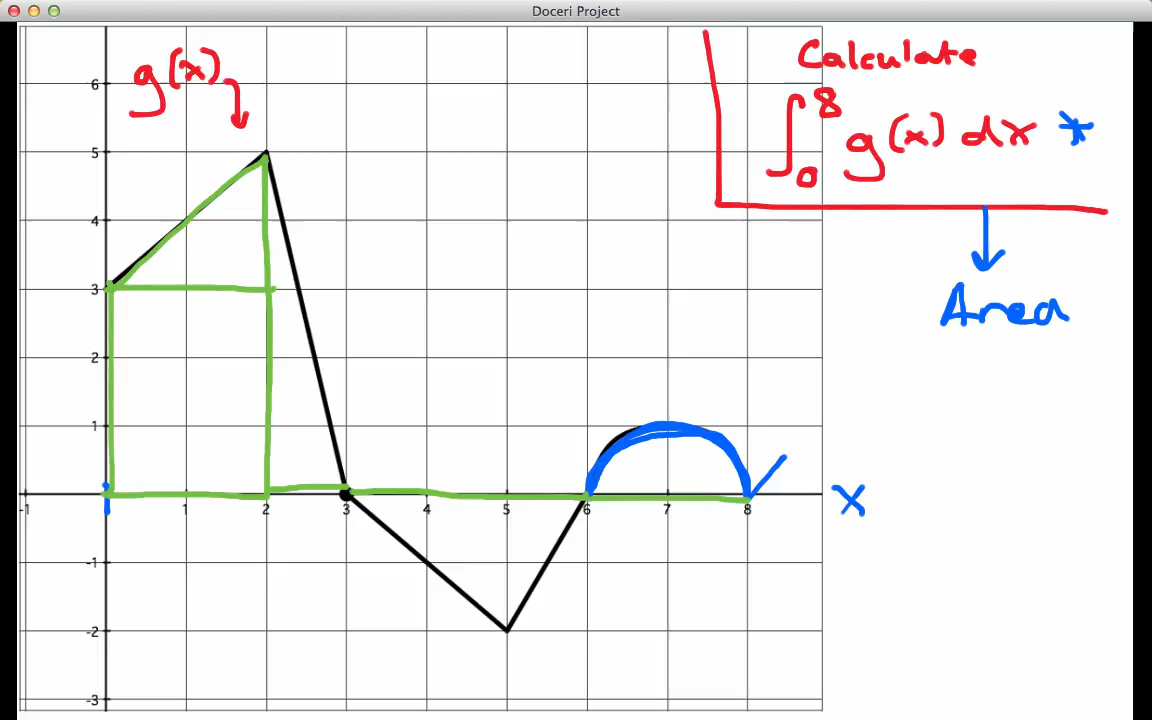 Doceri Project
g(x)
Calculate
∫₀⁸ g(x) dx *
Area
6
5
4
3
2
1
-1
-2
-3
-1 1 2 3 4 5 6 7 8
x